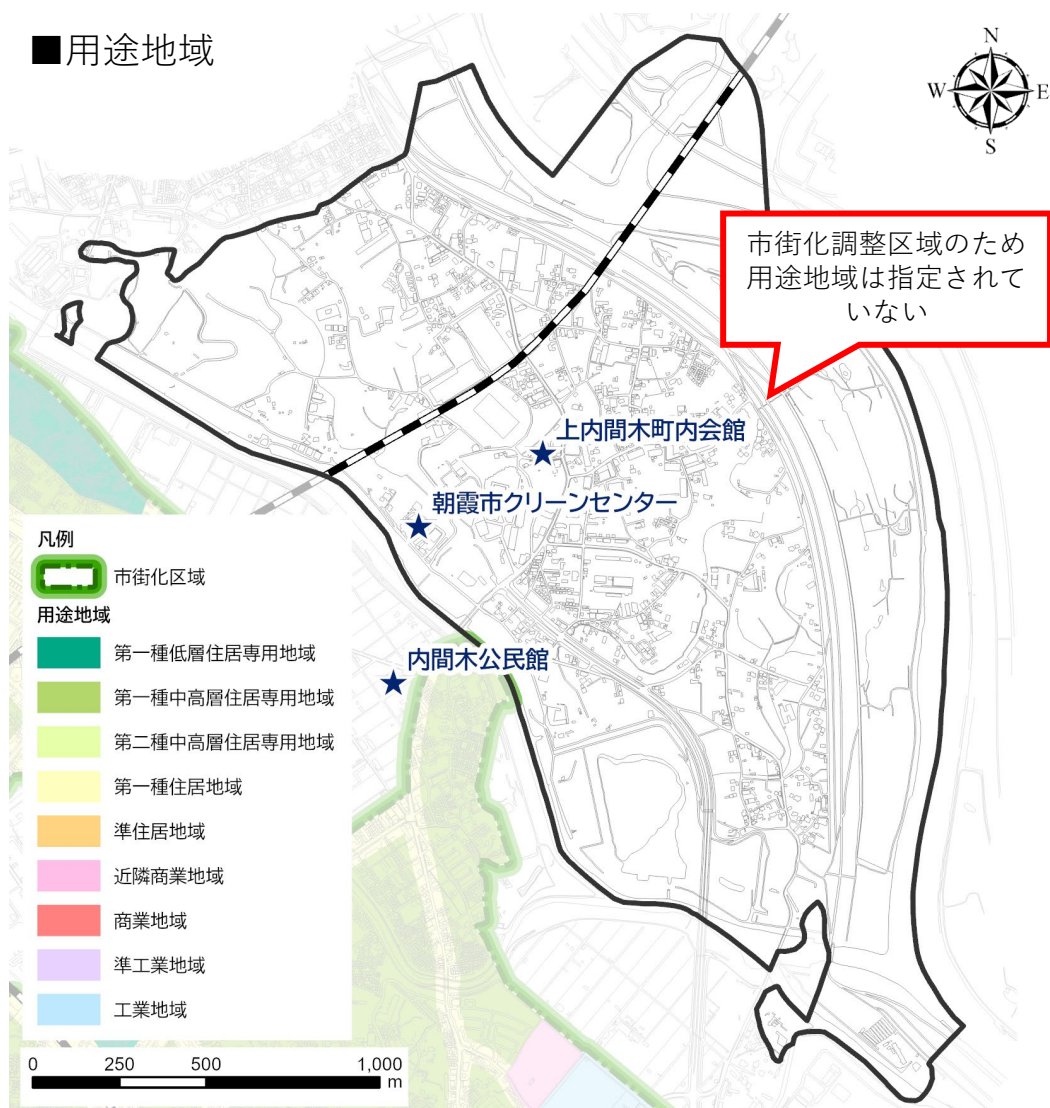 ■用途地域
N
W
E
S
市街化調整区域のため
用途地域は指定されて
いない
上内間木町内会館
朝霞市クリーンセンター
内間木公民館
凡例
市街化区域
用途地域
第一種低層住居専用地域
第一種中高層住居専用地域
第二種中高層住居専用地域
第一種住居地域
準住居地域
近隣商業地域
商業地域
準工業地域
工業地域
0 250 500 1,000
m